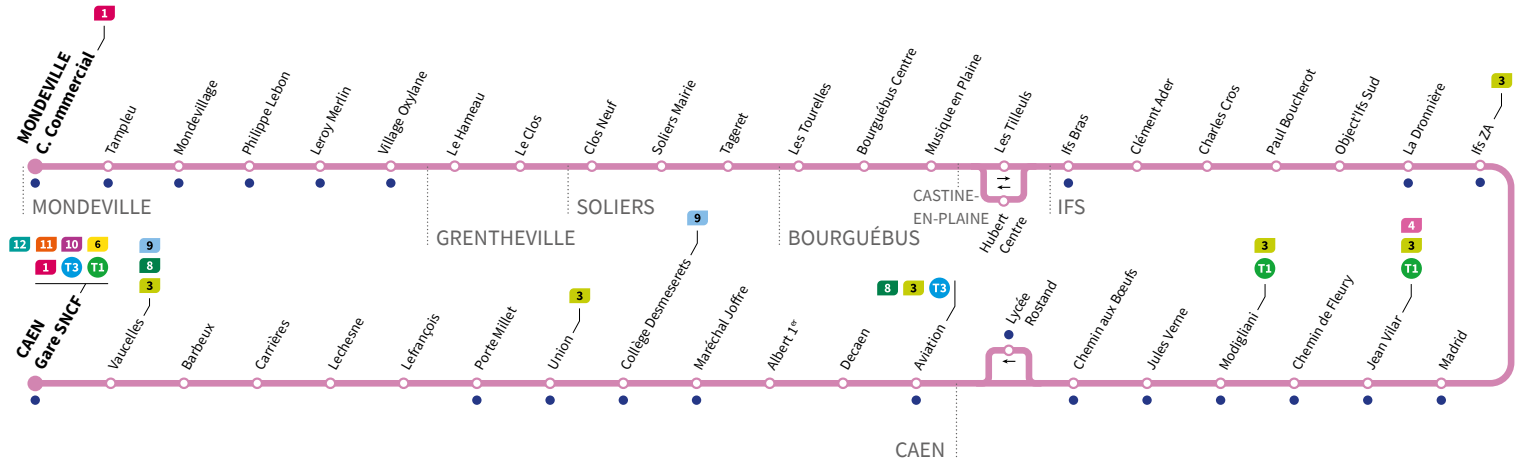 1
MONDEVILLE
C. Commercial
Tampleu
Mondevillage
Philippe Lebon
Leroy Merlin
Village Oxylane
Le Hameau
Le Clos
Clos Neuf
Soliers Mairie
Tageret
Les Tourelles
Bourguébus Centre
Musique en Plaine
Les Tilleuls
Hubert
Centre
Ifs Bras
Clément Ader
Charles Cros
Paul Boucherot
Object'Ifs Sud
La Dronnière
Ifs ZA
3
MONDEVILLE
GRENTHEVILLE
SOLIERS
BOURGUÉBUS
CASTINE-
EN-PLAINE
IFS
12 11 10 6
1 T3 T1
CAEN
Gare SNCF
9
8
3
Vaucelles
Barbeux
Carrières
Lechesne
Lefrançois
Porte Millet
3
Union
9
Collège Desmeserets
Maréchal Joffre
Albert 1er
Decaen
8 3 T3
Aviation
Lycée
Rostand
Chemin aux Bœufs
Jules Verne
3
T1
Modigliani
Chemin de Fleury
4
3
T1
Jean Vilar
Madrid
CAEN